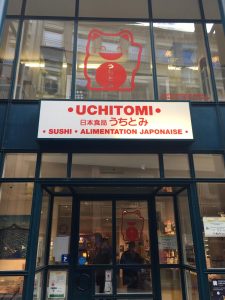 • UCHITOMI •
日本食品 うちとみ
• SUSHI • ALIMENTATION JAPONAISE •